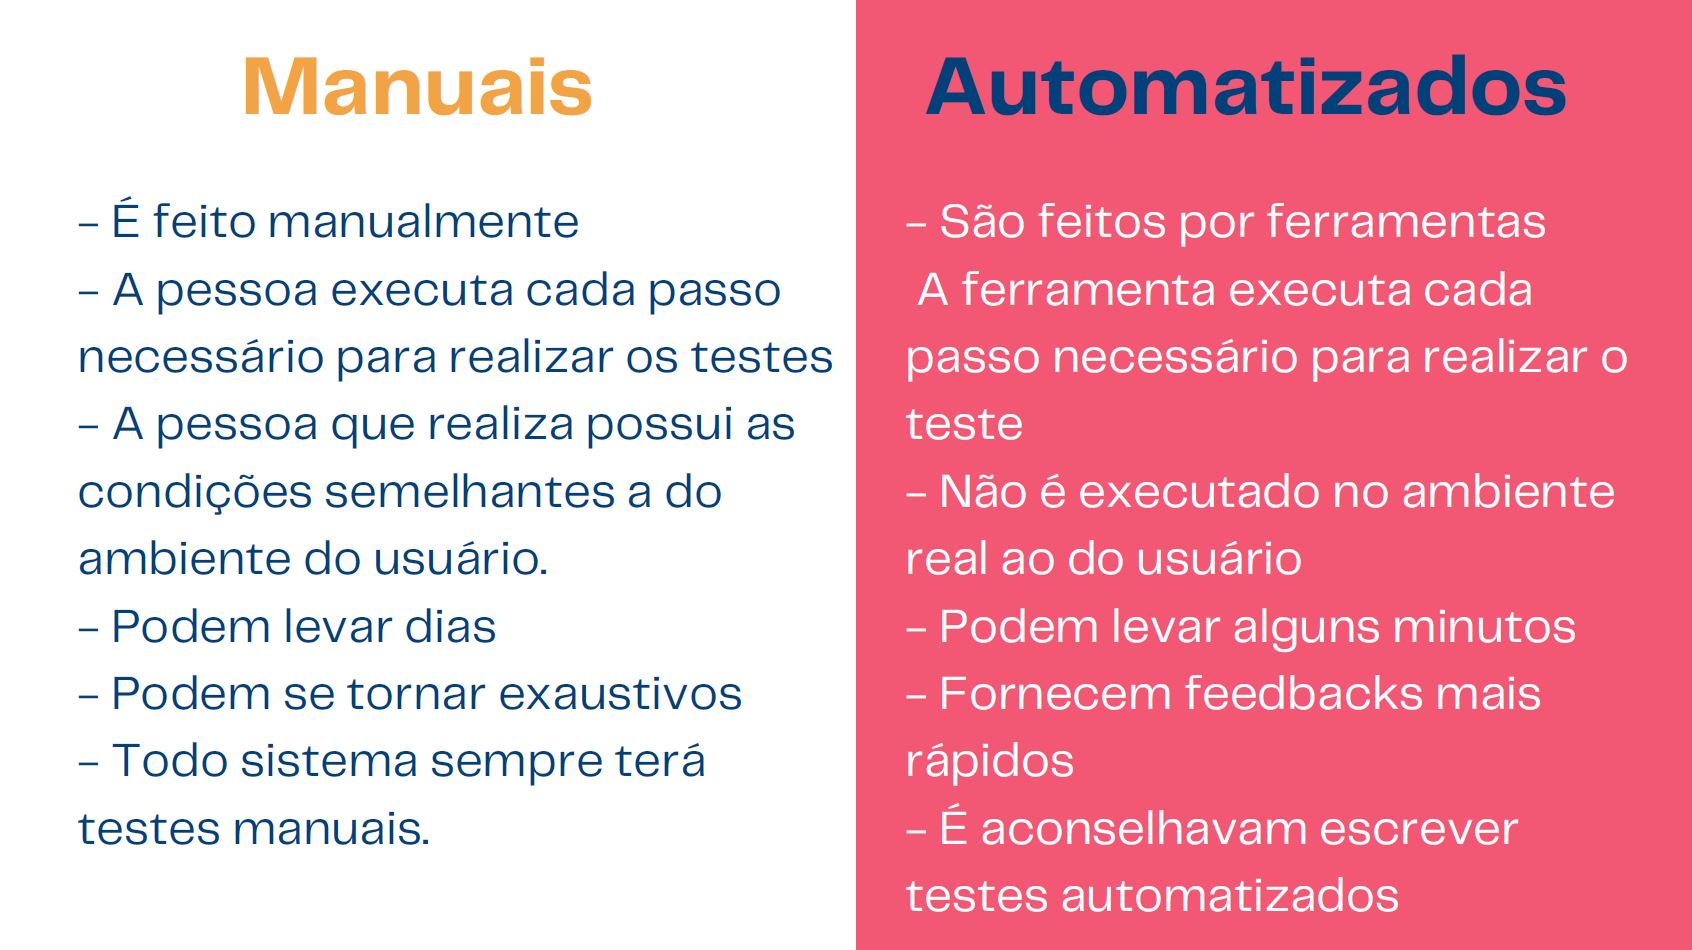 Manuais
– É feito manualmente
– A pessoa executa cada passo
necessário para realizar os testes
– A pessoa que realiza possui as
condições semelhantes a do
ambiente do usuário.
– Podem levar dias
– Podem se tornar exaustivos
– Todo sistema sempre terá
testes manuais.
Automatizados
– São feitos por ferramentas
A ferramenta executa cada
passo necessário para realizar o
teste
– Não é executado no ambiente
real ao do usuário
– Podem levar alguns minutos
– Fornecem feedbacks mais
rápidos
– É aconselhavam escrever
testes automatizados